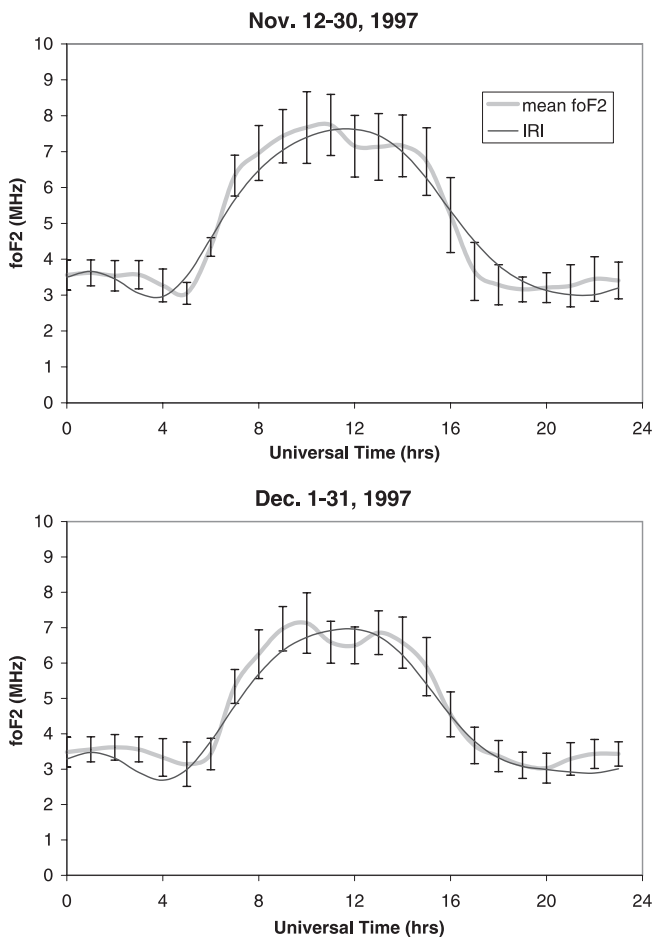 Nov. 12-30, 1997
10
9
8
7
6
5
4
3
2
1
0
foF2 (MHz)
mean foF2
IRI
0 4 8 12 16 20 24
Universal Time (hrs)
Dec. 1-31, 1997
10
9
8
7
6
5
4
3
2
1
0
foF2 (MHz)
0 4 8 12 16 20 24
Universal Time (hrs)